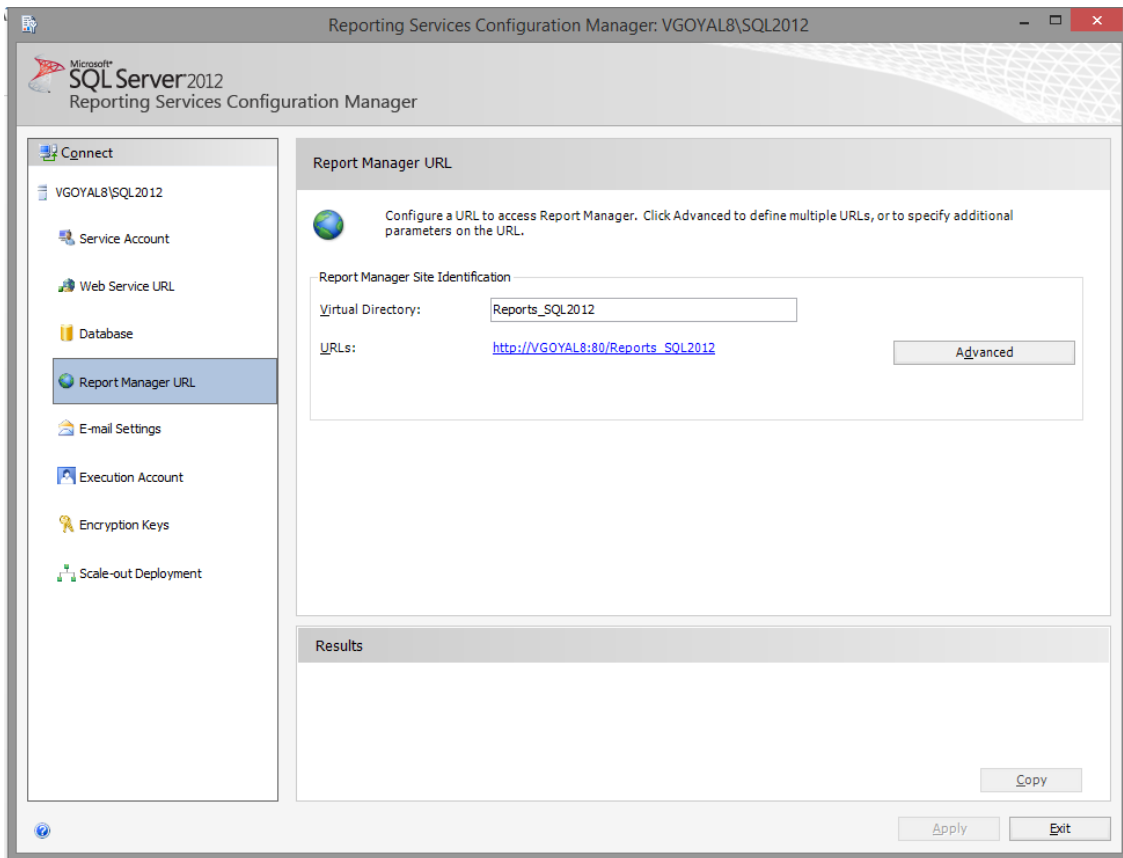 Reporting Services Configuration Manager: VGOYAL8\SQL2012
Microsoft®
SQL Server 2012
Reporting Services Configuration Manager
Connect
VGOYAL8\SQL2012
Service Account
Web Service URL
Database
Report Manager URL
E-mail Settings
Execution Account
Encryption Keys
Scale-out Deployment
Report Manager URL
Configure a URL to access Report Manager. Click Advanced to define multiple URLs, or to specify additional
parameters on the URL.
Report Manager Site Identification
Virtual Directory: Reports_SQL2012
URLs: http://VGOYAL8:80/Reports_SQL2012
Advanced
Results
Copy
Apply Exit